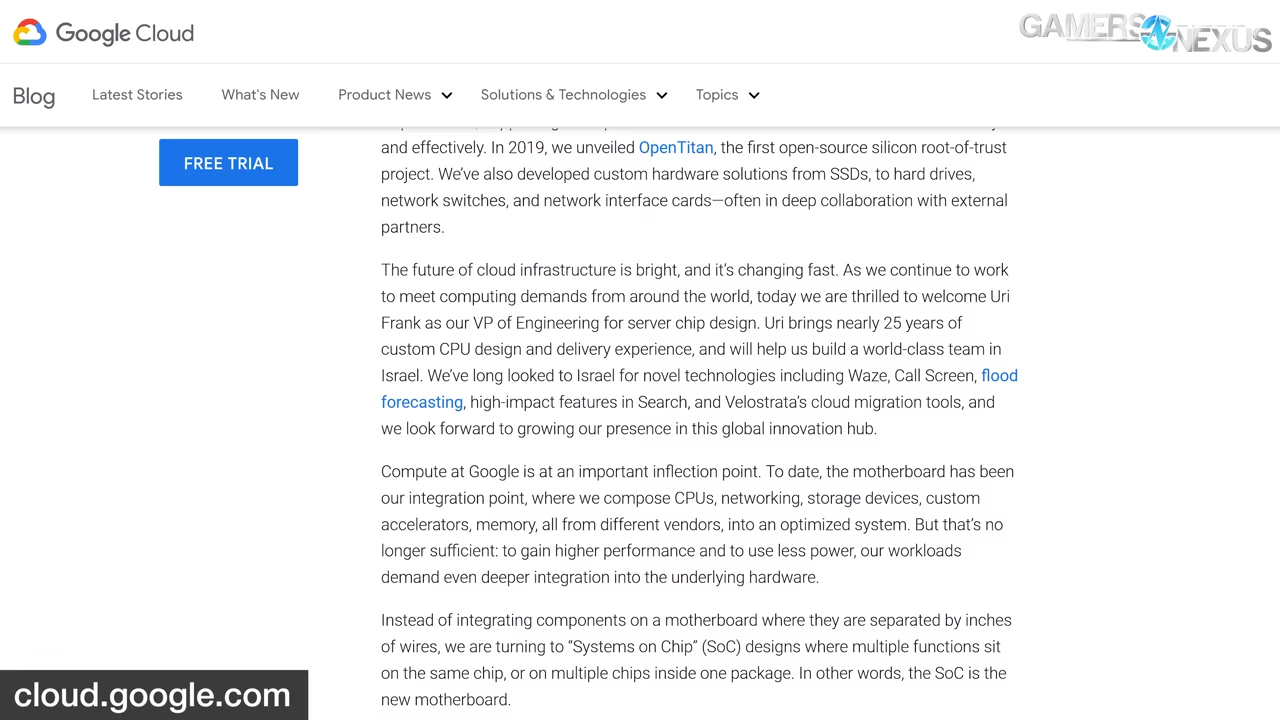 Google Cloud
GAMERS NEXUS
Blog
Latest Stories
What's New
Product News
Solutions & Technologies
Topics
FREE TRIAL
and effectively. In 2019, we unveiled OpenTitan, the first open-source silicon root-of-trust
project. We’ve also developed custom hardware solutions from SSDs, to hard drives,
network switches, and network interface cards—often in deep collaboration with external
partners.
The future of cloud infrastructure is bright, and it’s changing fast. As we continue to work
to meet computing demands from around the world, today we are thrilled to welcome Uri
Frank as our VP of Engineering for server chip design. Uri brings nearly 25 years of
custom CPU design and delivery experience, and will help us build a world-class team in
Israel. We’ve long looked to Israel for novel technologies including Waze, Call Screen, flood
forecasting, high-impact features in Search, and Velostrata’s cloud migration tools, and
we look forward to growing our presence in this global innovation hub.
Compute at Google is at an important inflection point. To date, the motherboard has been
our integration point, where we compose CPUs, networking, storage devices, custom
accelerators, memory, all from different vendors, into an optimized system. But that’s no
longer sufficient: to gain higher performance and to use less power, our workloads
demand even deeper integration into the underlying hardware.
Instead of integrating components on a motherboard where they are separated by inches
of wires, we are turning to “Systems on Chip” (SoC) designs where multiple functions sit
on the same chip, or on multiple chips inside one package. In other words, the SoC is the
new motherboard.
cloud.google.com